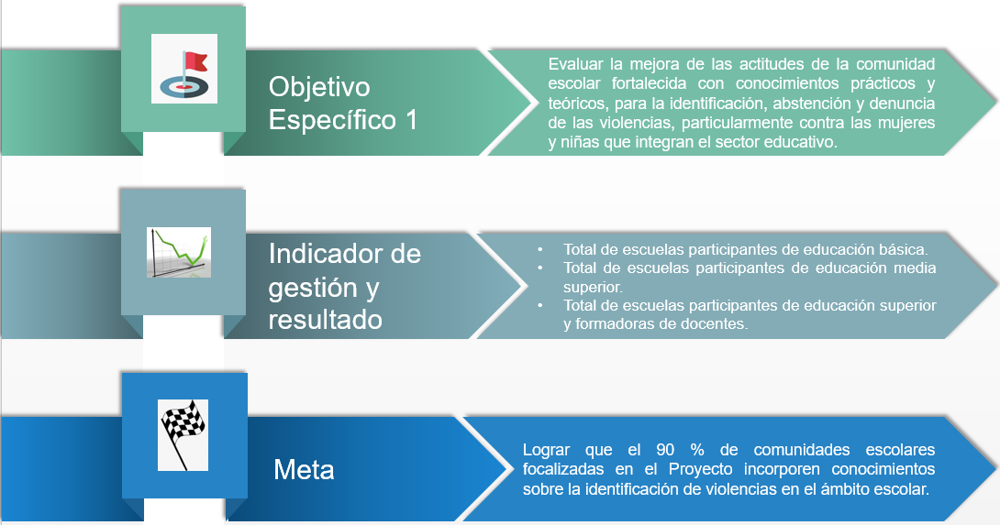 Objetivo
Específico 1
Evaluar la mejora de las actitudes de la comunidad
escolar fortalecida con conocimientos prácticos y
teóricos, para la identificación, abstención y denuncia
de las violencias, particularmente contra las mujeres
y niñas que integran el sector educativo.
Indicador de
gestión y
resultado
• Total de escuelas participantes de educación básica.
• Total de escuelas participantes de educación media
superior.
• Total de escuelas participantes de educación superior
y formadoras de docentes.
Meta
Lograr que el 90 % de comunidades escolares
focalizadas en el Proyecto incorporen conocimientos
sobre la identificación de violencias en el ámbito escolar.